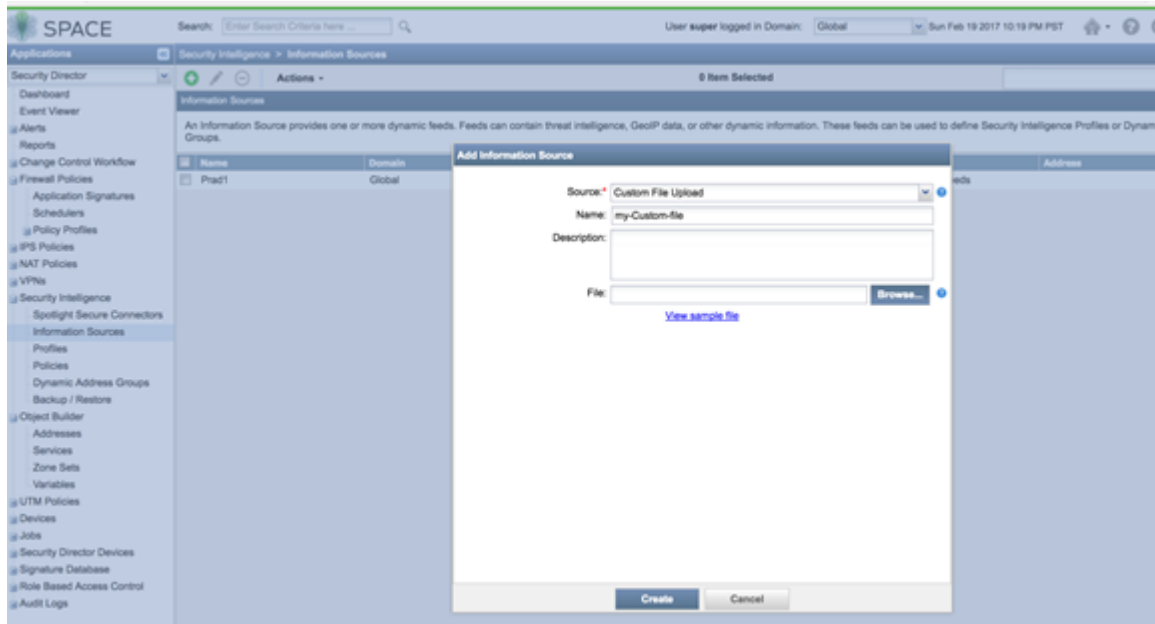 SPACE
Search: Enter Search Criteria here ...
User super logged in Domain: Global
Sun Feb 19 2017 10:19 PM PST
Applications
Security Intelligence > Information Sources
Security Director
Actions
0 Item Selected
Information Sources
An Information Source provides one or more dynamic feeds. Feeds can contain threat intelligence, GeoIP data, or other dynamic information. These feeds can be used to define Security Intelligence Profiles or Dynam
Groups.
Name Domain Address
Prad1 Global eds
Dashboard
Event Viewer
Alerts
Reports
Change Control Workflow
Firewall Policies
Application Signatures
Schedulers
Policy Profiles
IPS Policies
NAT Policies
VPNs
Security Intelligence
Spotlight Secure Connectors
Information Sources
Profiles
Policies
Dynamic Address Groups
Backup / Restore
Object Builder
Addresses
Services
Zone Sets
Variables
UTM Policies
Devices
Jobs
Security Director Devices
Signature Database
Role Based Access Control
Audit Logs
Add Information Source
Source:* Custom File Upload
Name: my-Custom-file
Description:
File: Browse...
View sample file
Create Cancel